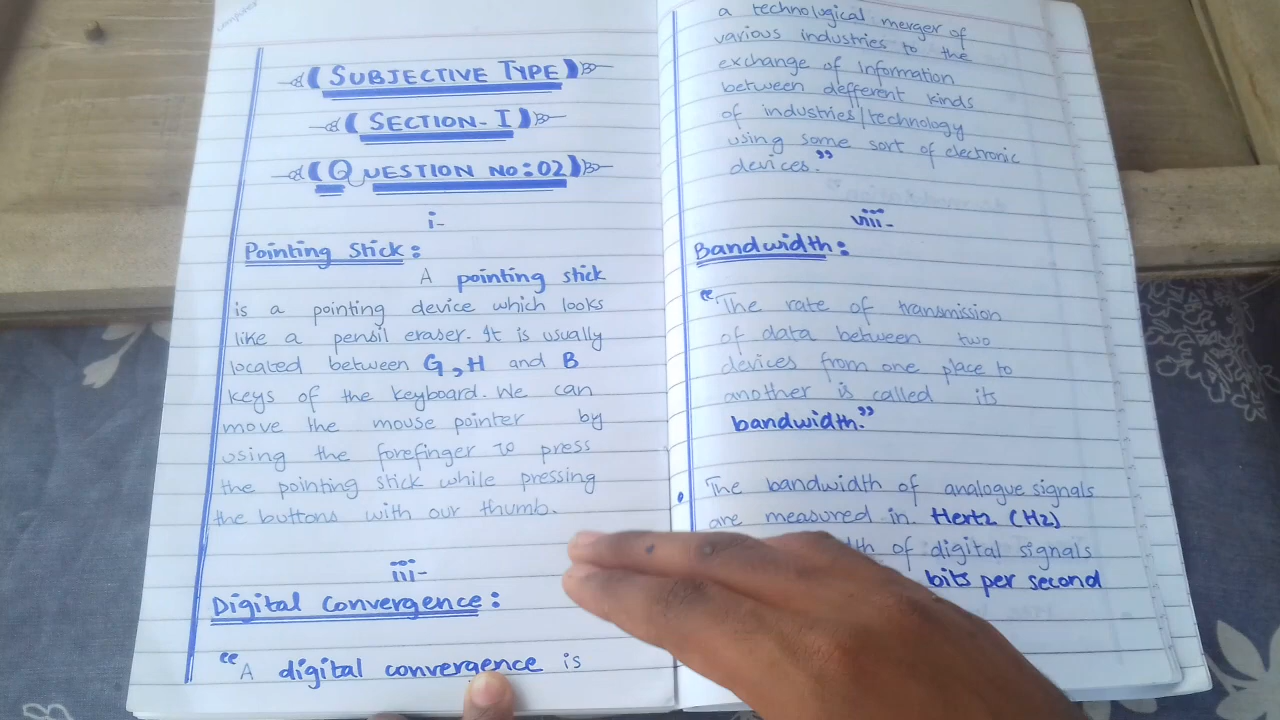 (SUBJECTIVE TYPE)
(SECTION-I)
(QUESTION NO:02)
i-
Pointing Stick:
A pointing stick
is a pointing device which looks
like a pensil eraser. It is usually
located between G,H and B
keys of the keyboard. We can
move the mouse pointer by
using the forefinger to press
the pointing stick while pressing
the buttons with our thumb.
iii-
Digital Convergence:
"A digital convergence is
a technological merger of
various industries to the
exchange of information
between defferent kinds
of industries/technology
using some sort of electronic
devices."
viii-
Bandwidth:
"The rate of transmission
of data between two
devices from one place to
another is called its
bandwidth."
• The bandwidth of analogue signals
are measured in Hertz (Hz)
of digital signals
bits per second